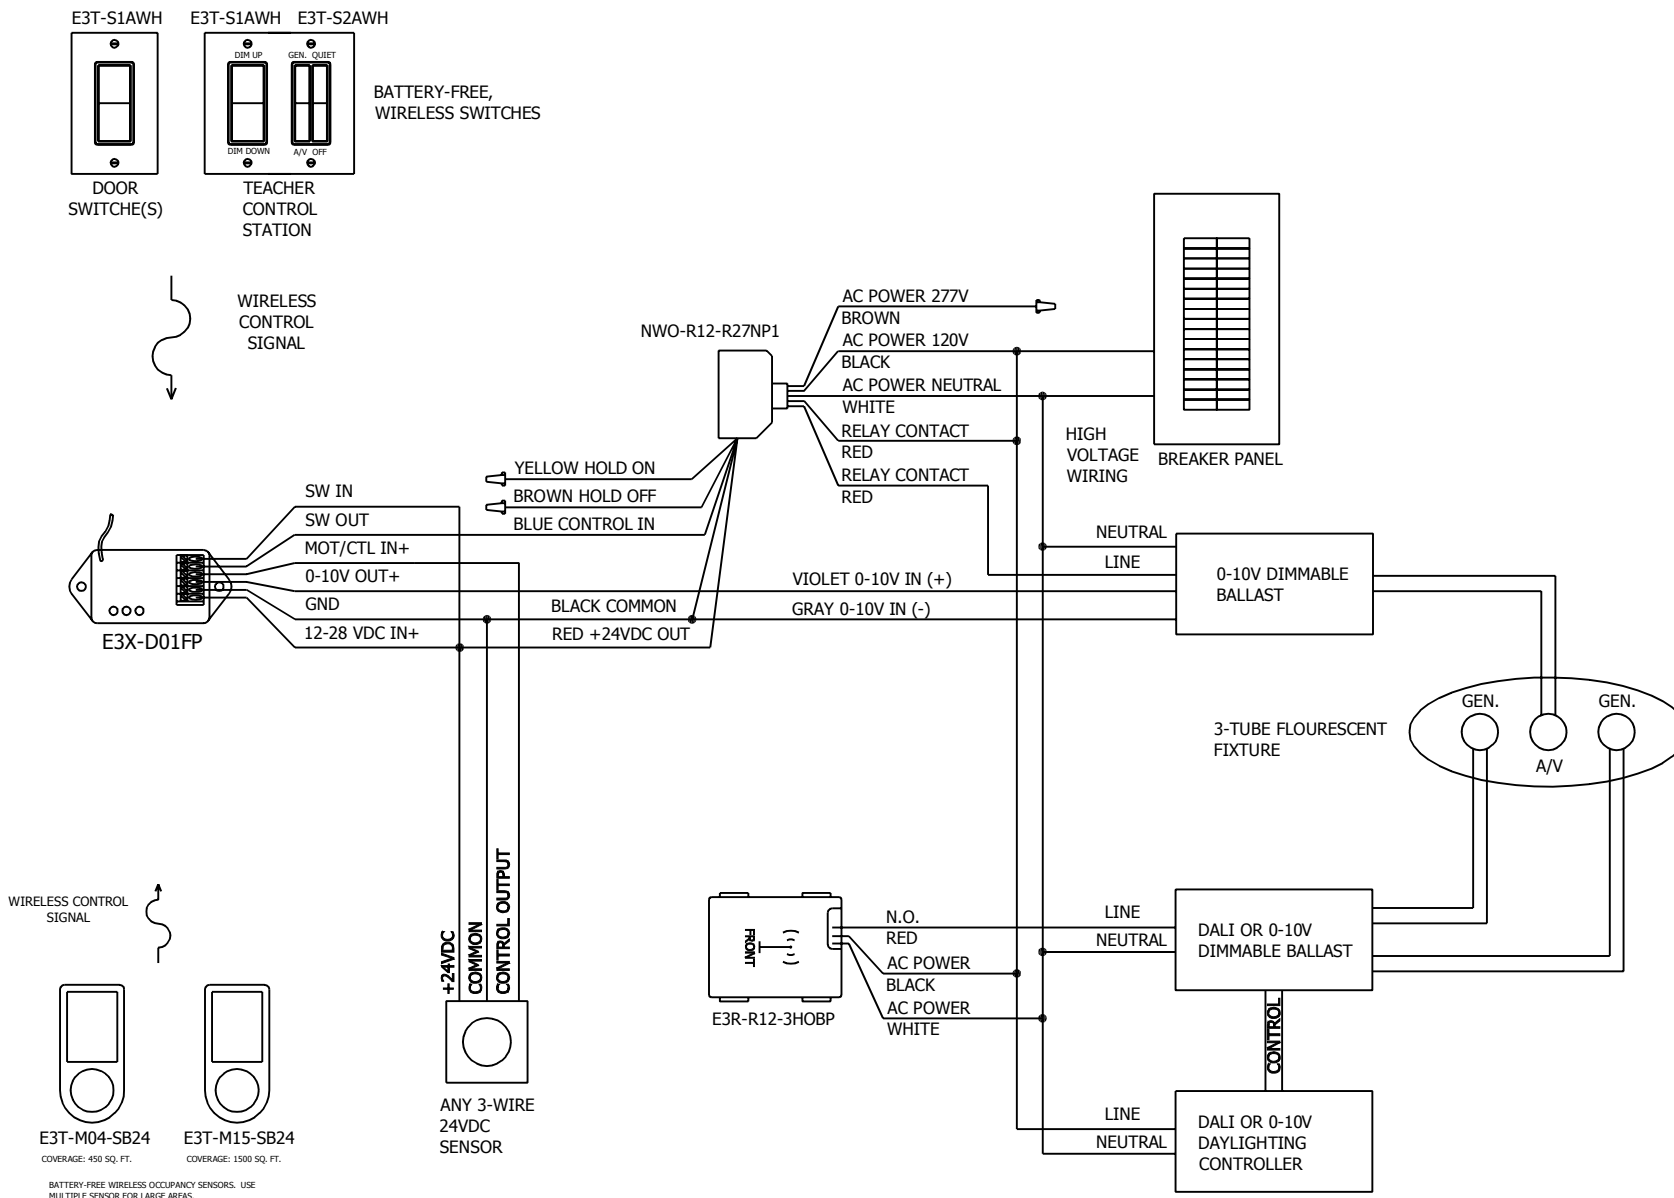 E3T-S1AWH
E3T-S1AWH
E3T-S2AWH
DIM UP
GEN. QUIET
DIM DOWN
A/V OFF
BATTERY-FREE,
WIRELESS SWITCHES
DOOR
SWITCHE(S)
TEACHER
CONTROL
STATION
WIRELESS
CONTROL
SIGNAL
NWO-R12-R27NP1
AC POWER 277V
BROWN
AC POWER 120V
BLACK
AC POWER NEUTRAL
WHITE
RELAY CONTACT
RED
RELAY CONTACT
RED
HIGH
VOLTAGE
WIRING
BREAKER PANEL
YELLOW HOLD ON
BROWN HOLD OFF
BLUE CONTROL IN
SW IN
SW OUT
MOT/CTL IN+
0-10V OUT+
GND
12-28 VDC IN+
E3X-D01FP
BLACK COMMON
RED +24VDC OUT
VIOLET 0-10V IN (+)
GRAY 0-10V IN (-)
NEUTRAL
LINE
0-10V DIMMABLE
BALLAST
3-TUBE FLOURESCENT
FIXTURE
GEN.
GEN.
A/V
WIRELESS CONTROL
SIGNAL
+24VDC
COMMON
CONTROL OUTPUT
ANY 3-WIRE
24VDC
SENSOR
FRONT
E3R-R12-3HOBP
N.O.
RED
AC POWER
BLACK
AC POWER
WHITE
LINE
NEUTRAL
DALI OR 0-10V
DIMMABLE BALLAST
CONTROL
LINE
NEUTRAL
DALI OR 0-10V
DAYLIGHTING
CONTROLLER
E3T-M04-SB24
COVERAGE: 450 SQ. FT.
E3T-M15-SB24
COVERAGE: 1500 SQ. FT.
BATTERY-FREE WIRELESS OCCUPANCY SENSORS. USE
MULTIPLE SENSOR FOR LARGE AREAS